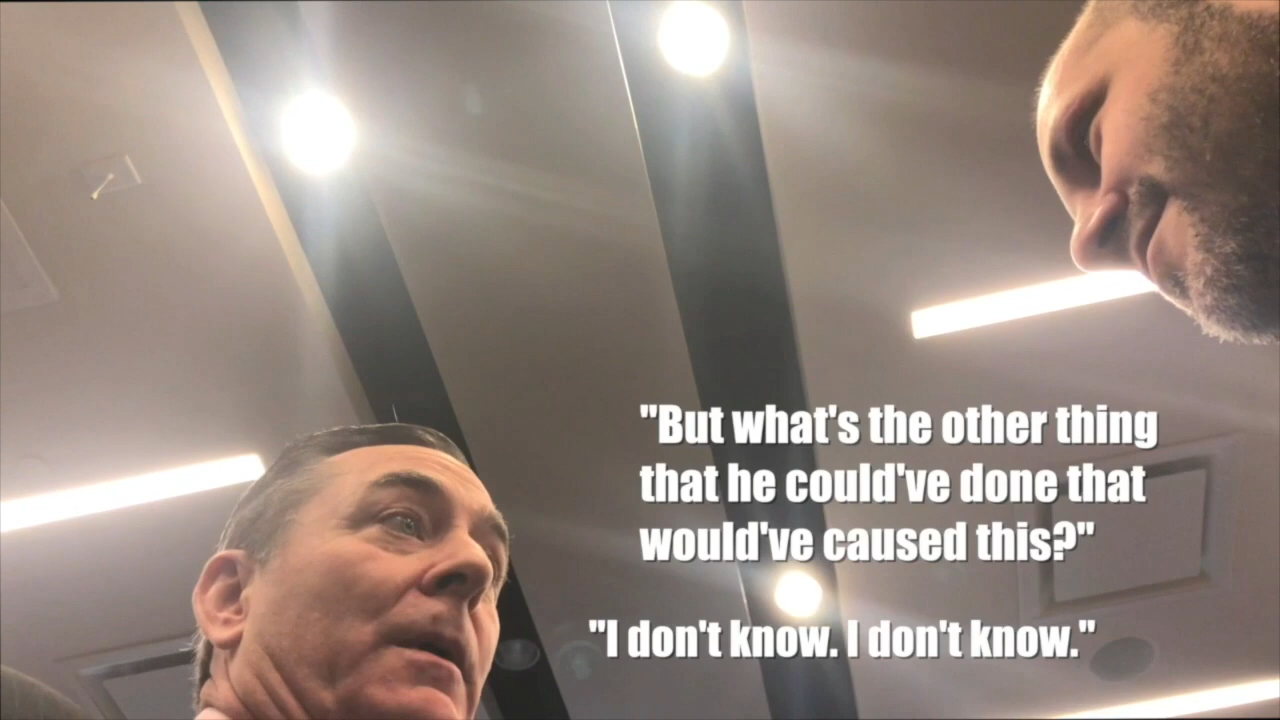 "But what's the other thing
that he could've done that
would've caused this?"
"I don't know. I don't know."